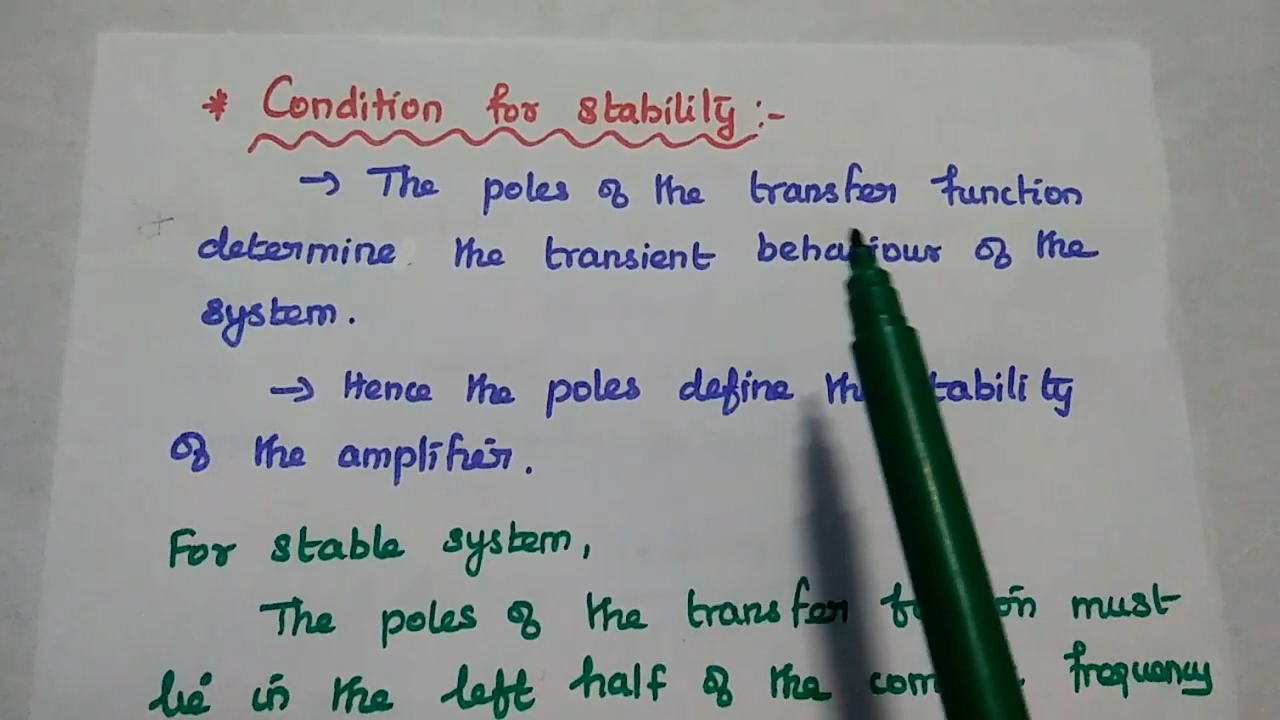 * Condition for stability :-
→ The poles of the transfer function
determine the transient behaviour of the
system.
→ Hence the poles define the stability
of the amplifier.
For stable system,
The poles of the transfer function must
lie in the left half of the complex frequency